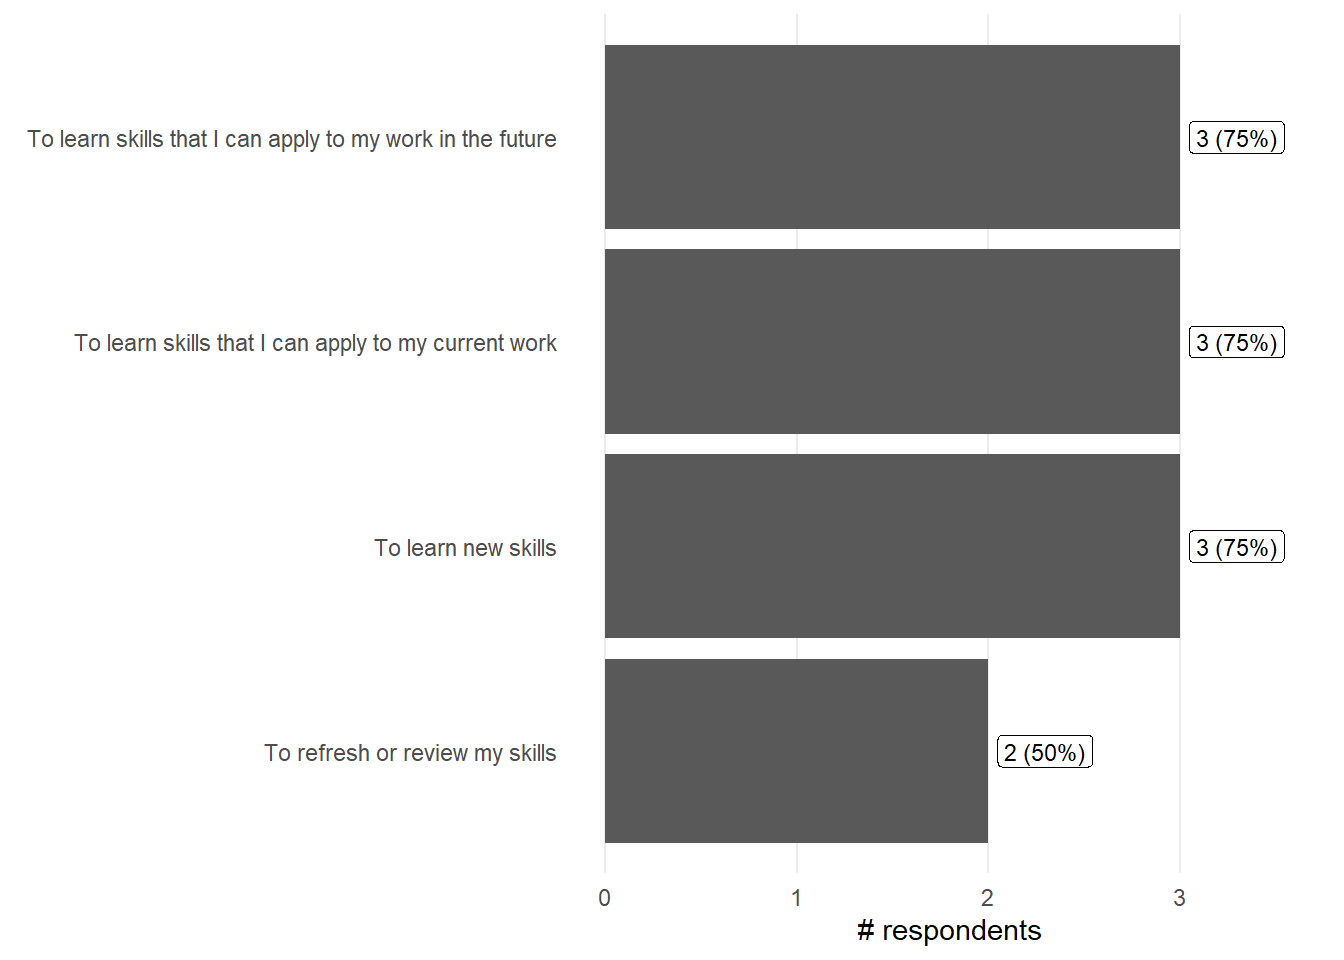 To learn skills that I can apply to my work in the future
3 (75%)
To learn skills that I can apply to my current work
3 (75%)
To learn new skills
3 (75%)
To refresh or review my skills
2 (50%)
0 1 2 3
# respondents